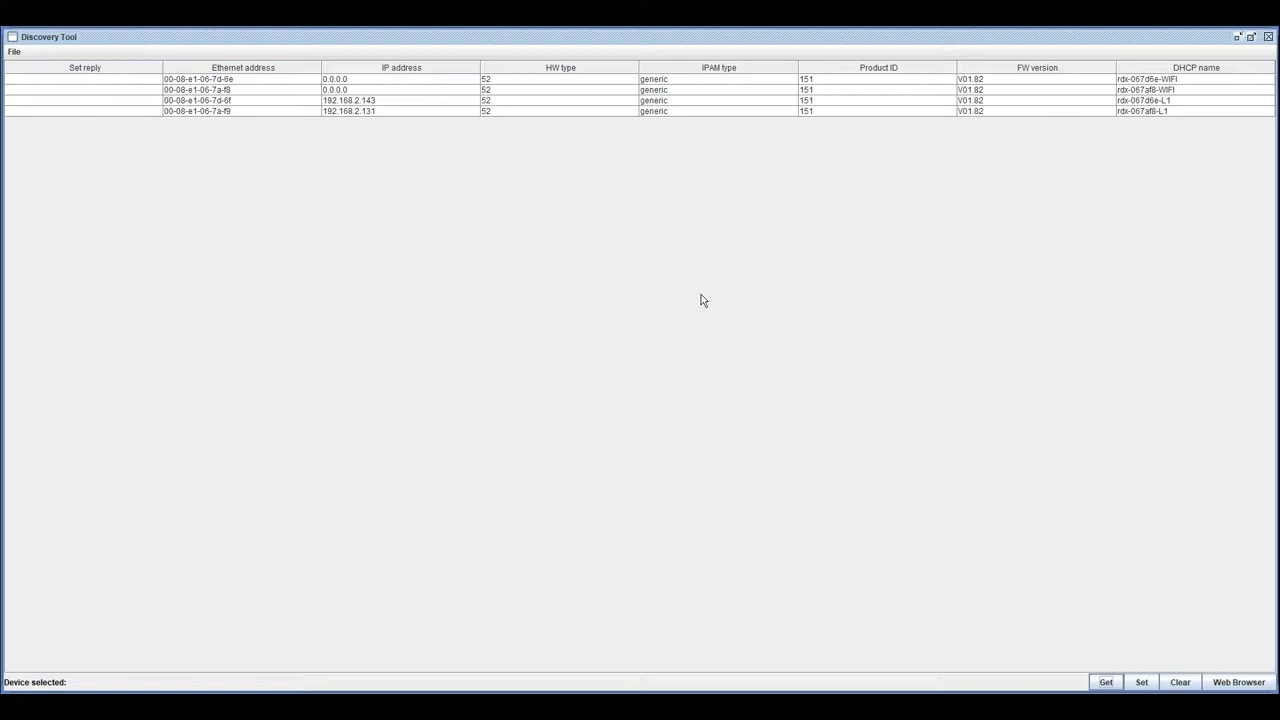 Discovery Tool
File
Set reply Ethernet address IP address HW type IPAM type Product ID FW version DHCP name
00-08-e1-06-7d-6e 0.0.0.0 52 generic 151 V01.82 rdx-067d6e-WIFI
00-08-e1-06-7a-f8 0.0.0.0 52 generic 151 V01.82 rdx-067af8-WIFI
00-08-e1-06-7d-6f 192.168.2.143 52 generic 151 V01.82 rdx-067d6e-L1
00-08-e1-06-7a-f9 192.168.2.131 52 generic 151 V01.82 rdx-067af8-L1
Device selected: Get Set Clear Web Browser